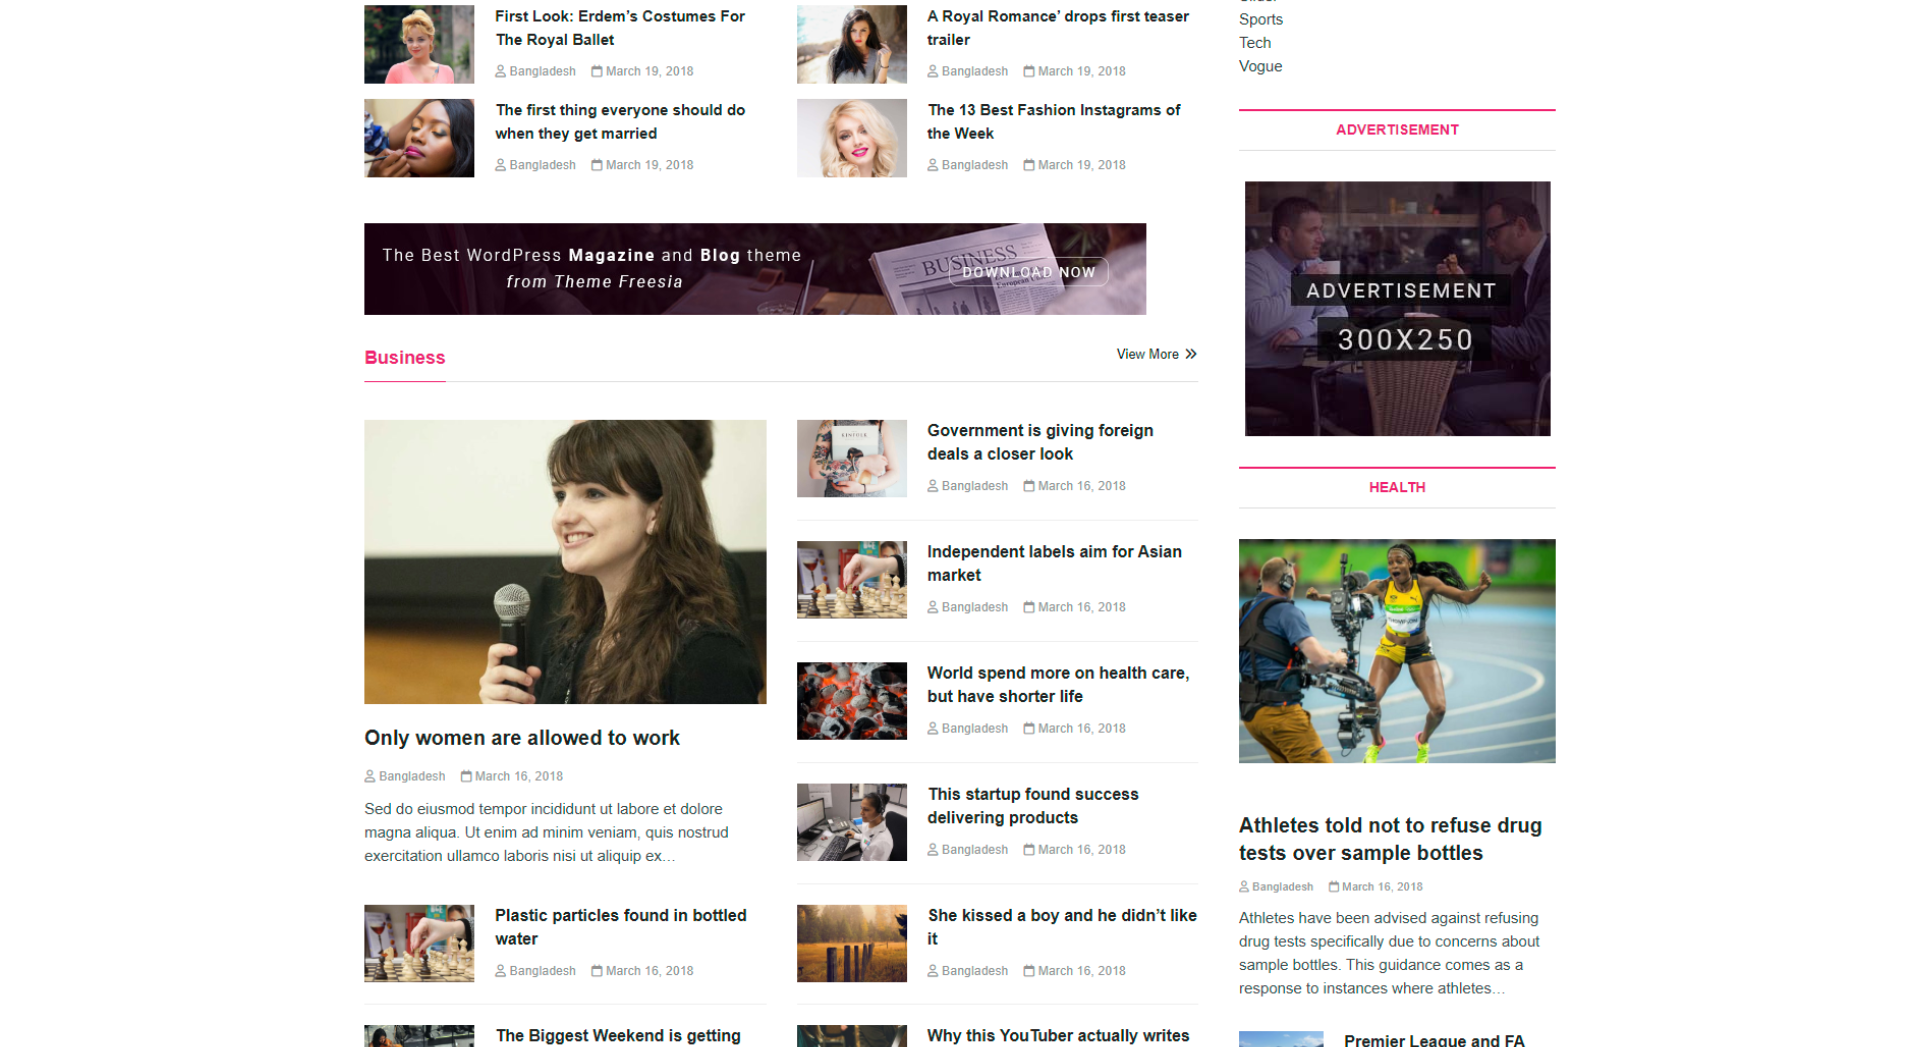 First Look: Erdem’s Costumes For
The Royal Ballet
Bangladesh March 19, 2018
The first thing everyone should do
when they get married
Bangladesh March 19, 2018
A Royal Romance’ drops first teaser
trailer
Bangladesh March 19, 2018
The 13 Best Fashion Instagrams of
the Week
Bangladesh March 19, 2018
The Best WordPress Magazine and Blog theme
from Theme Freesia
BUSINESS
DOWNLOAD NOW
Business
View More
Only women are allowed to work
Bangladesh March 16, 2018
Sed do eiusmod tempor incididunt ut labore et dolore
magna aliqua. Ut enim ad minim veniam, quis nostrud
exercitation ullamco laboris nisi ut aliquip ex…
Plastic particles found in bottled
water
Bangladesh March 16, 2018
The Biggest Weekend is getting
KINFOLK
Government is giving foreign
deals a closer look
Bangladesh March 16, 2018
Independent labels aim for Asian
market
Bangladesh March 16, 2018
World spend more on health care,
but have shorter life
Bangladesh March 16, 2018
This startup found success
delivering products
Bangladesh March 16, 2018
She kissed a boy and he didn’t like
it
Bangladesh March 16, 2018
Why this YouTuber actually writes
Sports
Tech
Vogue
ADVERTISEMENT
ADVERTISEMENT
300X250
HEALTH
Athletes told not to refuse drug
tests over sample bottles
Bangladesh March 16, 2018
Athletes have been advised against refusing
drug tests specifically due to concerns about
sample bottles. This guidance comes as a
response to instances where athletes…
Premier League and FA